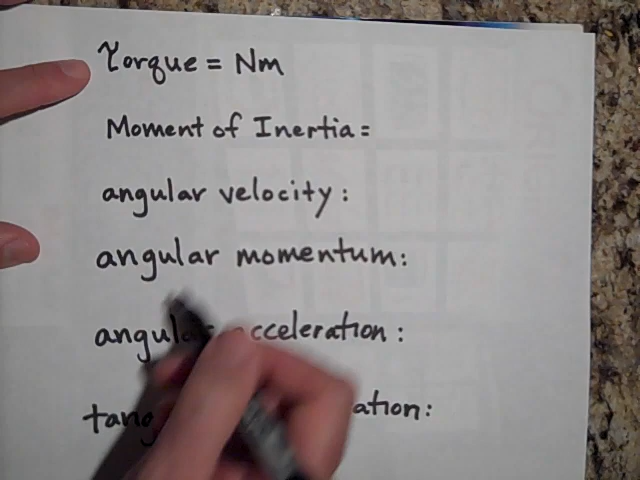 Torque = Nm
Moment of Inertia =
angular velocity :
angular momentum:
angular acceleration :